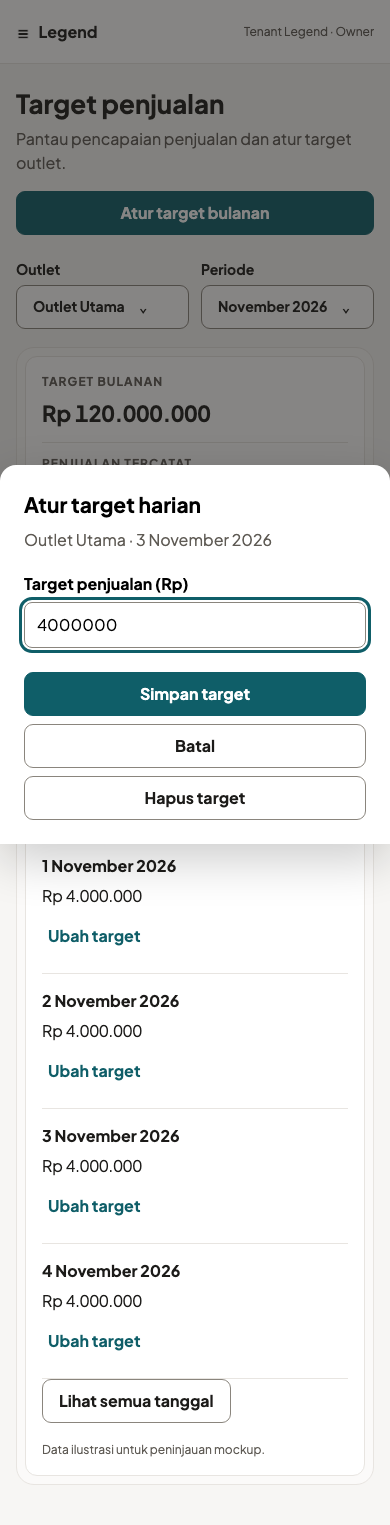 Legend
Tenant Legend · Owner
Target penjualan
Pantau pencapaian penjualan dan atur target
outlet.
Atur target bulanan
Outlet
Periode
Outlet Utama
November 2026
TARGET BULANAN
Rp 120.000.000
PENJUALAN TERCATAT
Atur target harian
Outlet Utama · 3 November 2026
Target penjualan (Rp)
4000000
Simpan target
Batal
Hapus target
1 November 2026
Rp 4.000.000
Ubah target
2 November 2026
Rp 4.000.000
Ubah target
3 November 2026
Rp 4.000.000
Ubah target
4 November 2026
Rp 4.000.000
Ubah target
Lihat semua tanggal
Data ilustrasi untuk peninjauan mockup.